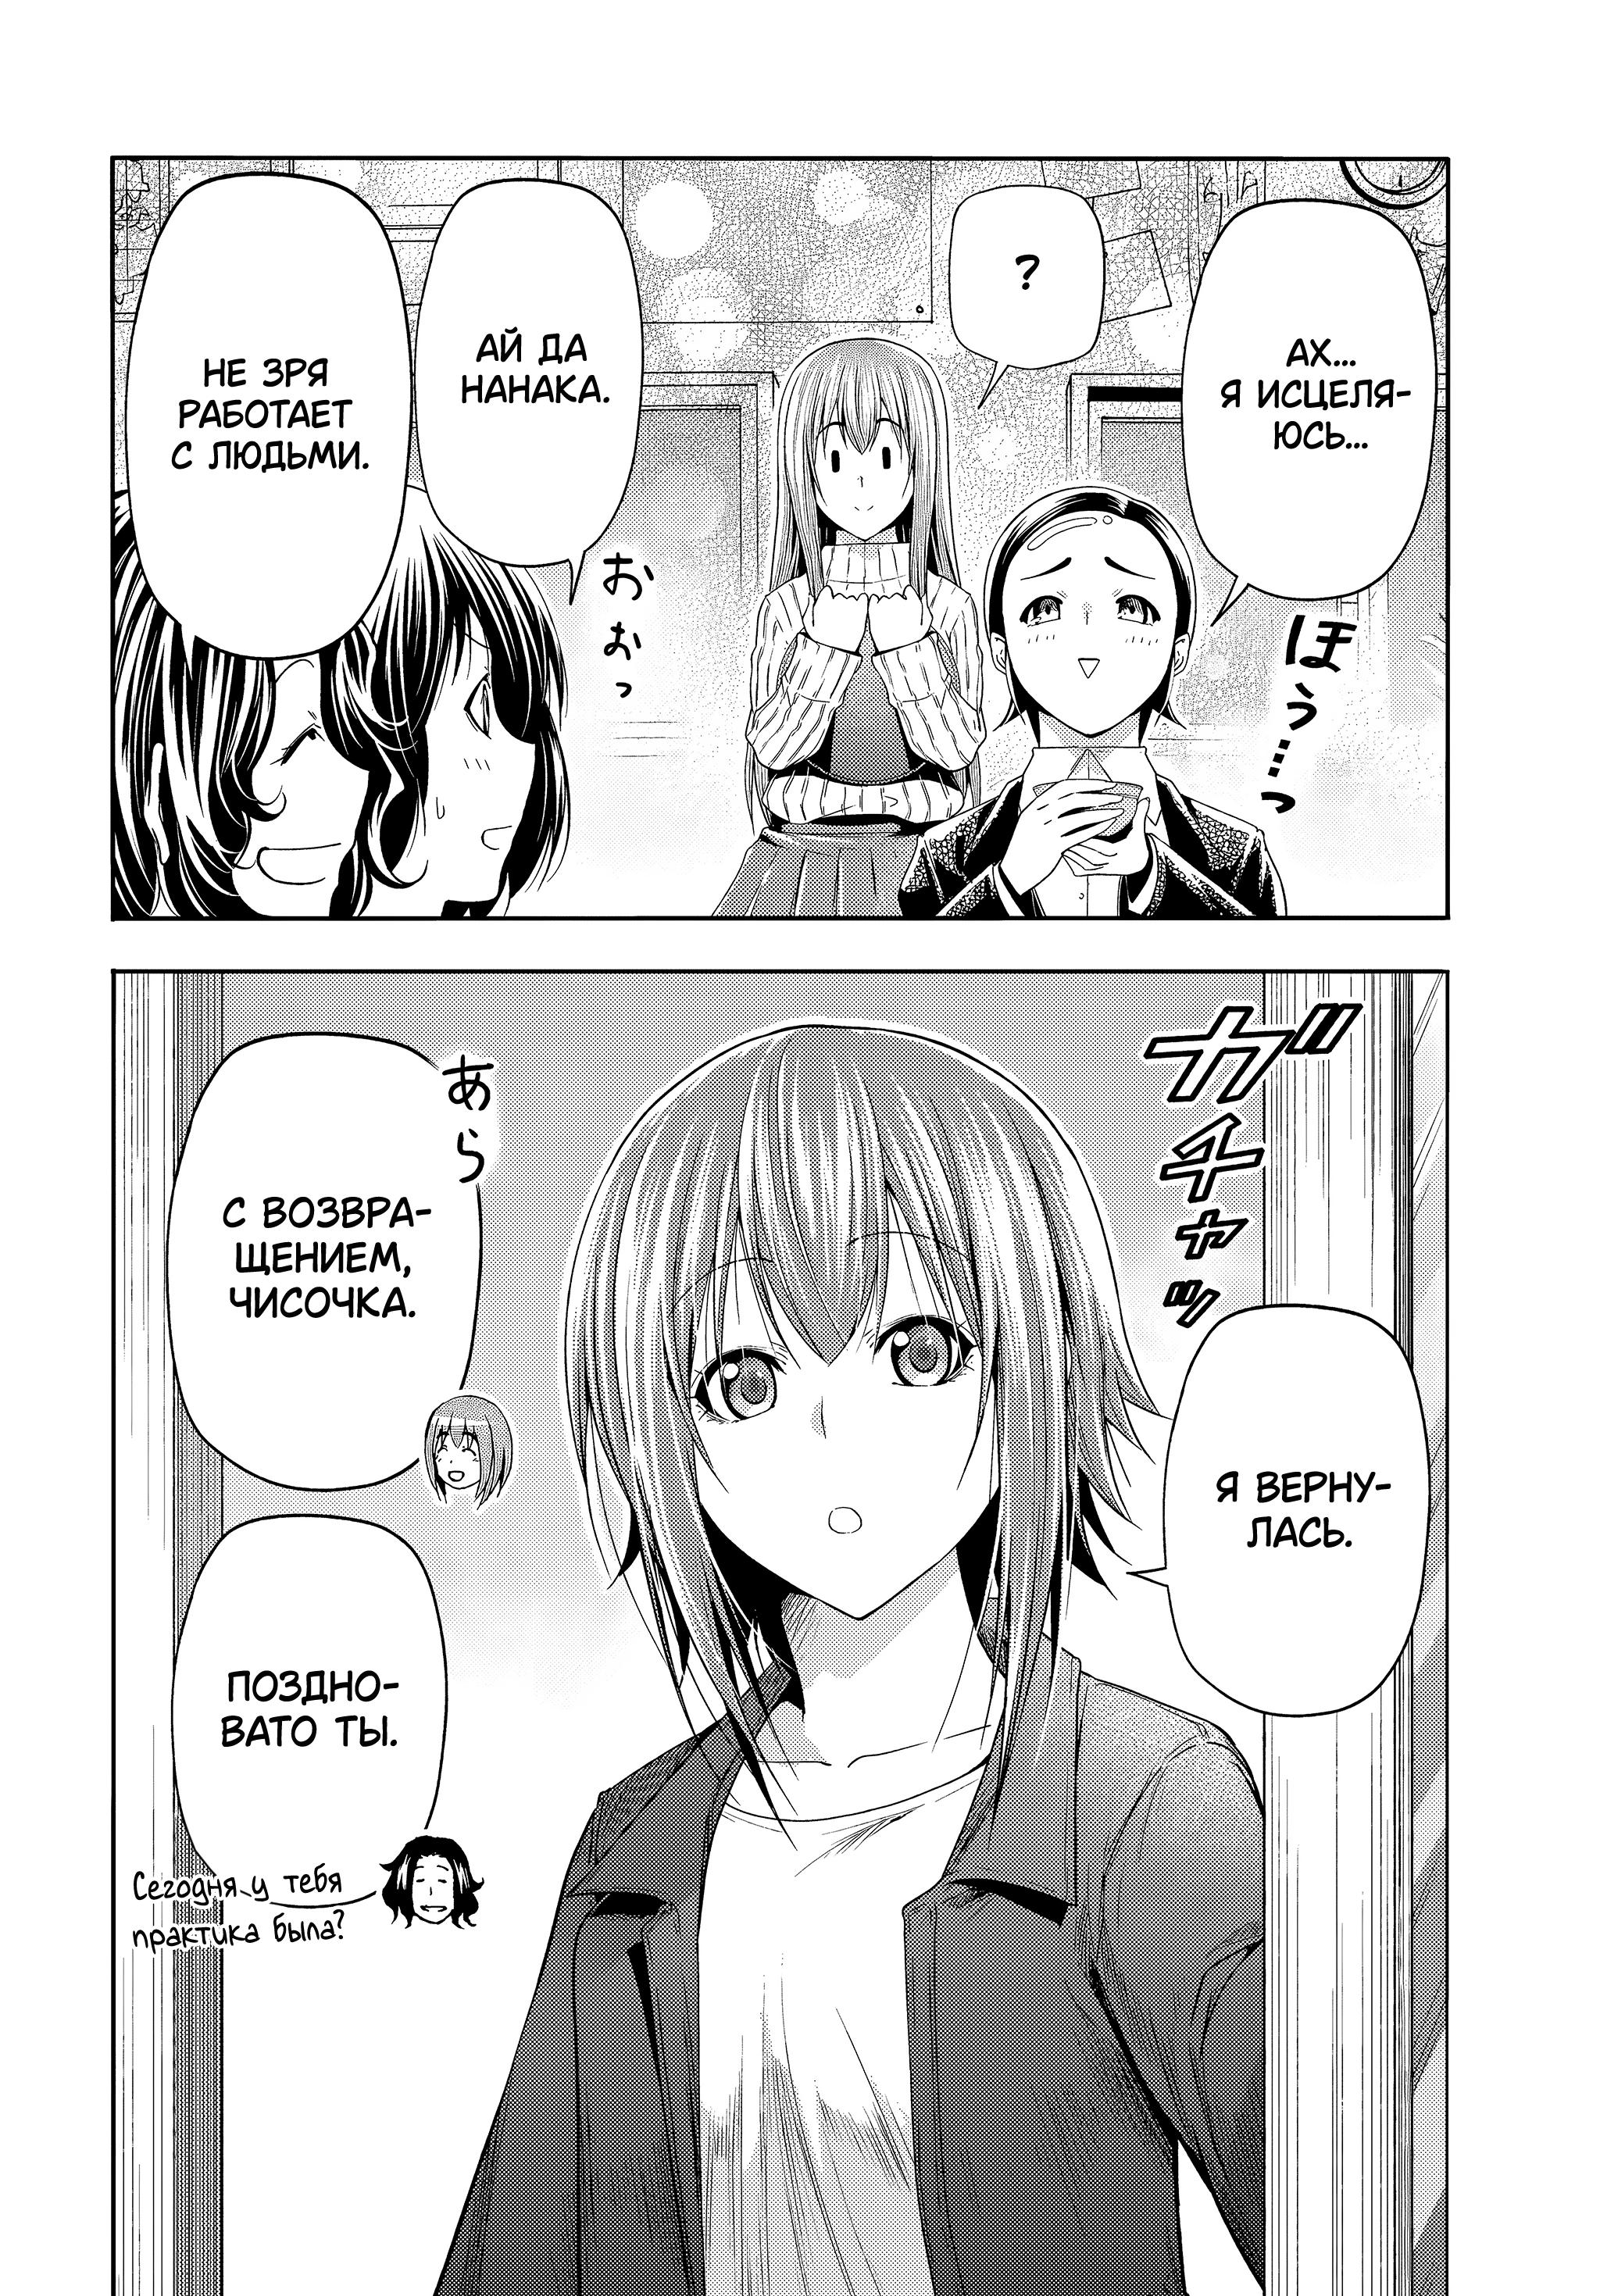 АХ...
Я ИСЦЕЛЯ-
ЮСЬ...
ほぅ…っ
?
АЙ ДА
НАНАКА.
おおっ
НЕ ЗРЯ
РАБОТАЕТ
С ЛЮДЬМИ.
ガチャッ
Я ВЕРНУ-
ЛАСЬ.
あら
С ВОЗВРА-
ЩЕНИЕМ,
ЧИСОЧКА.
ПОЗДНО-
ВАТО ТЫ.
Сегодня у тебя
практика была?